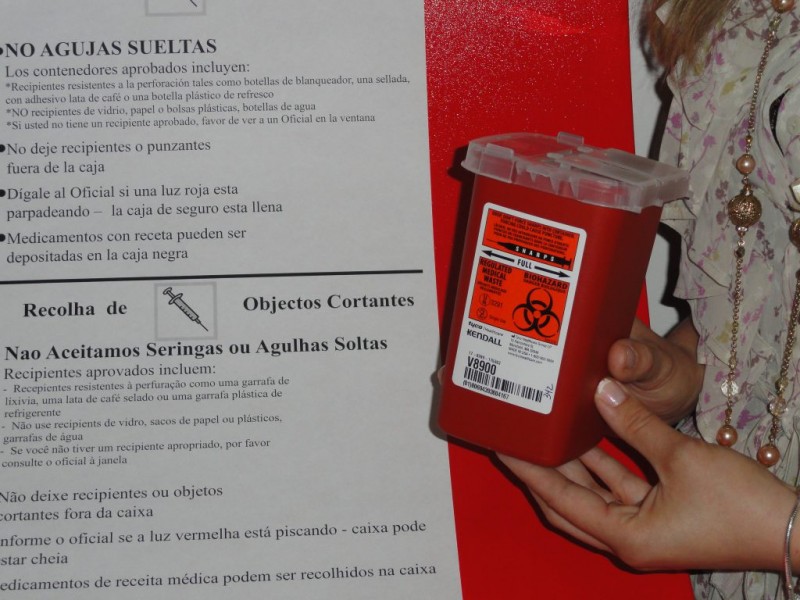 •NO AGUJAS SUELTAS
Los contenedores aprobados incluyen:
*Recipientes resistentes a la perforación tales como botellas de blanqueador, una sellada,
con adhesivo lata de café o una botella plástico de refresco
*NO recipientes de vidrio, papel o bolsas plásticas, botellas de agua
*Si usted no tiene un recipiente aprobado, favor de ver a un Oficial en la ventana
•No deje recipientes o punzantes
fuera de la caja
•Dígale al Oficial si una luz roja esta
parpadeando – la caja de seguro esta llena
•Medicamentos con receta pueden ser
depositadas en la caja negra
Recolha de Objectos Cortantes
Nao Aceitamos Seringas ou Agulhas Soltas
Recipientes aprovados incluem:
- Recepientes resistentes à perfuração como uma garrafa de
lixivia, uma lata de café selado ou uma garrafa plástica de
refrigerente
- Não use recipients de vidro, sacos de papel ou plásticos,
garrafas de água
- Se você não tiver um recipiente apropriado, por favor
consulte o oficial à janela
Não deixe recipientes ou objetos
cortantes fora da caixa
nforme o oficial se a luz vermelha está piscando - caixa pode
star cheia
edicamentos de receita médica podem ser recolhidos na caixa
SHARPS
FULL
REGULATED
MEDICAL
WASTE
BIOHAZARD
tyco
Healthcare
KENDALL
V8900